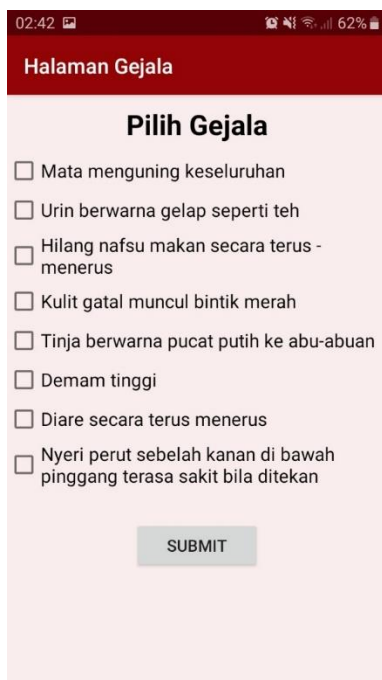 02:42 62%
Halaman Gejala
Pilih Gejala
Mata menguning keseluruhan
Urin berwarna gelap seperti teh
Hilang nafsu makan secara terus -
menerus
Kulit gatal muncul bintik merah
Tinja berwarna pucat putih ke abu-abuan
Demam tinggi
Diare secara terus menerus
Nyeri perut sebelah kanan di bawah
pinggang terasa sakit bila ditekan
SUBMIT